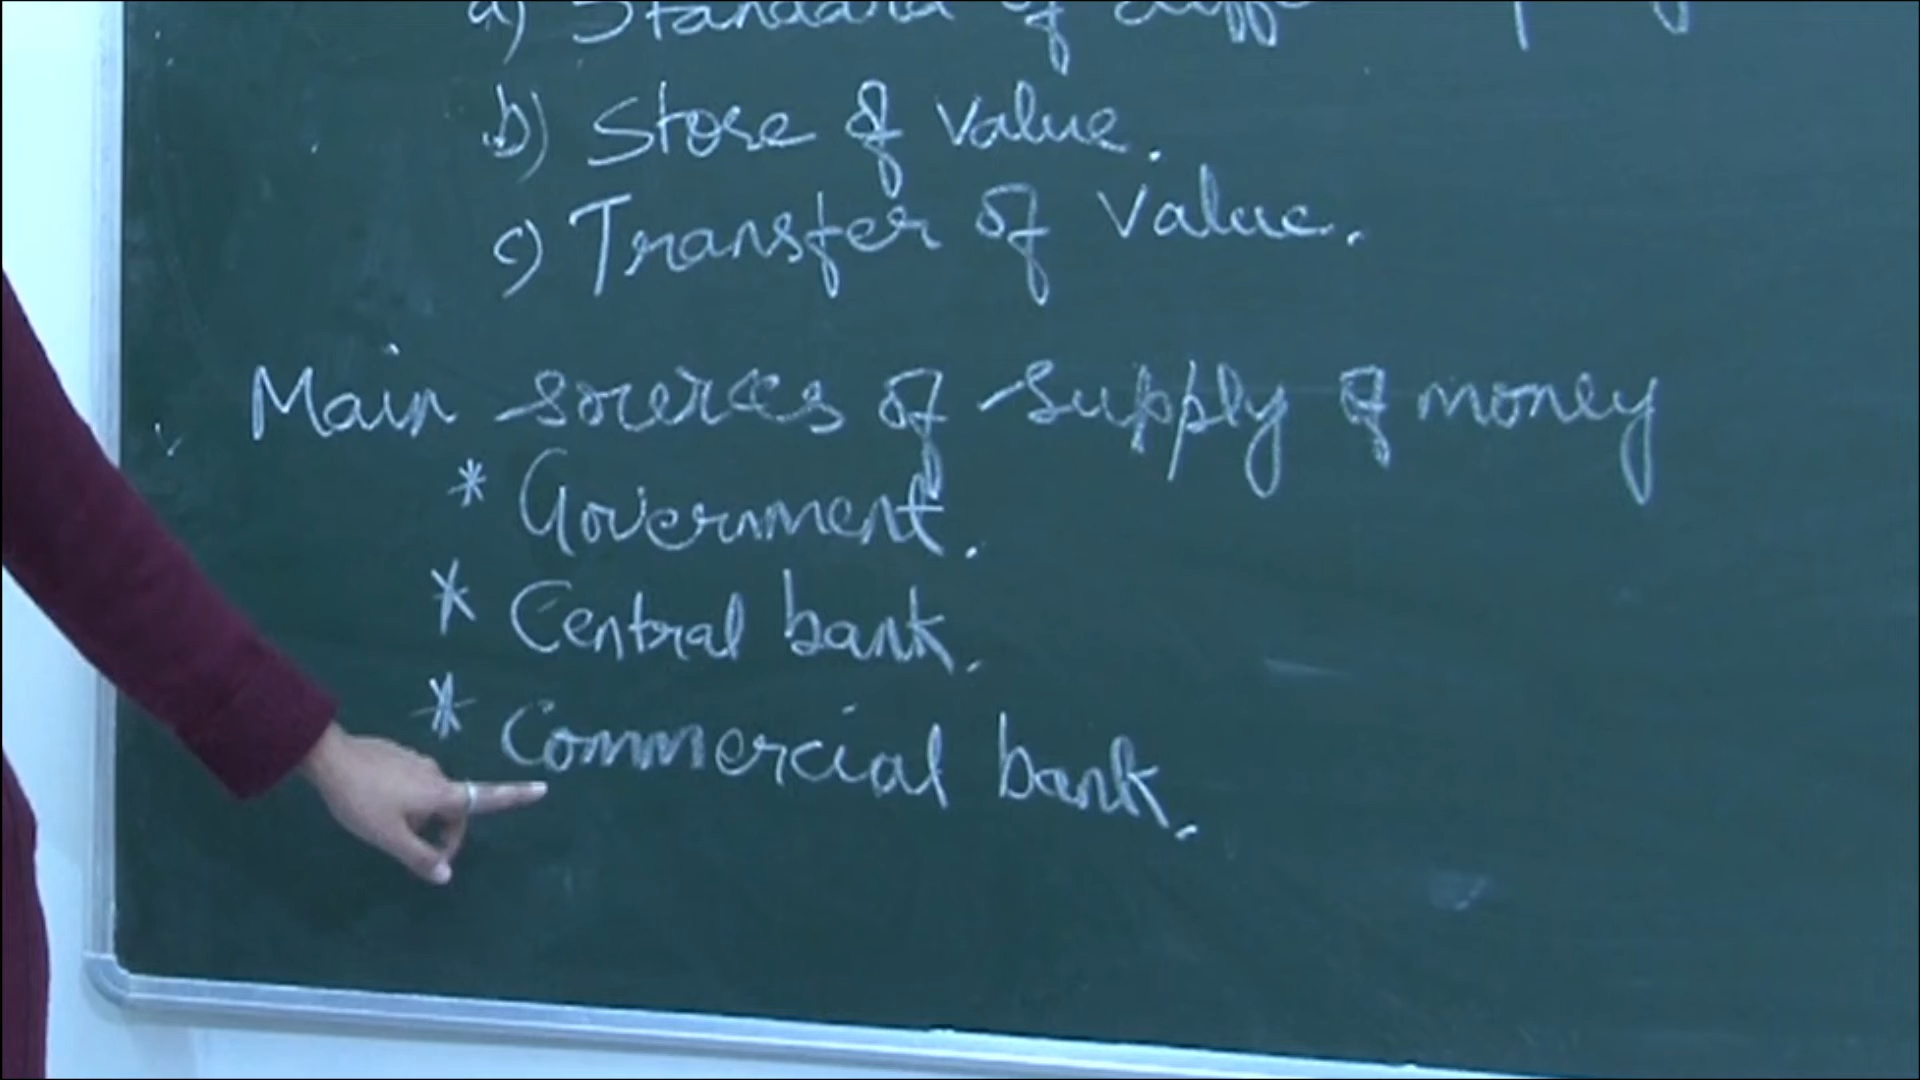 a) Standard of
b) Store of value.
c) Transfer of Value.
Main sources of supply of money
* Government.
* Central bank.
* Commercial bank.